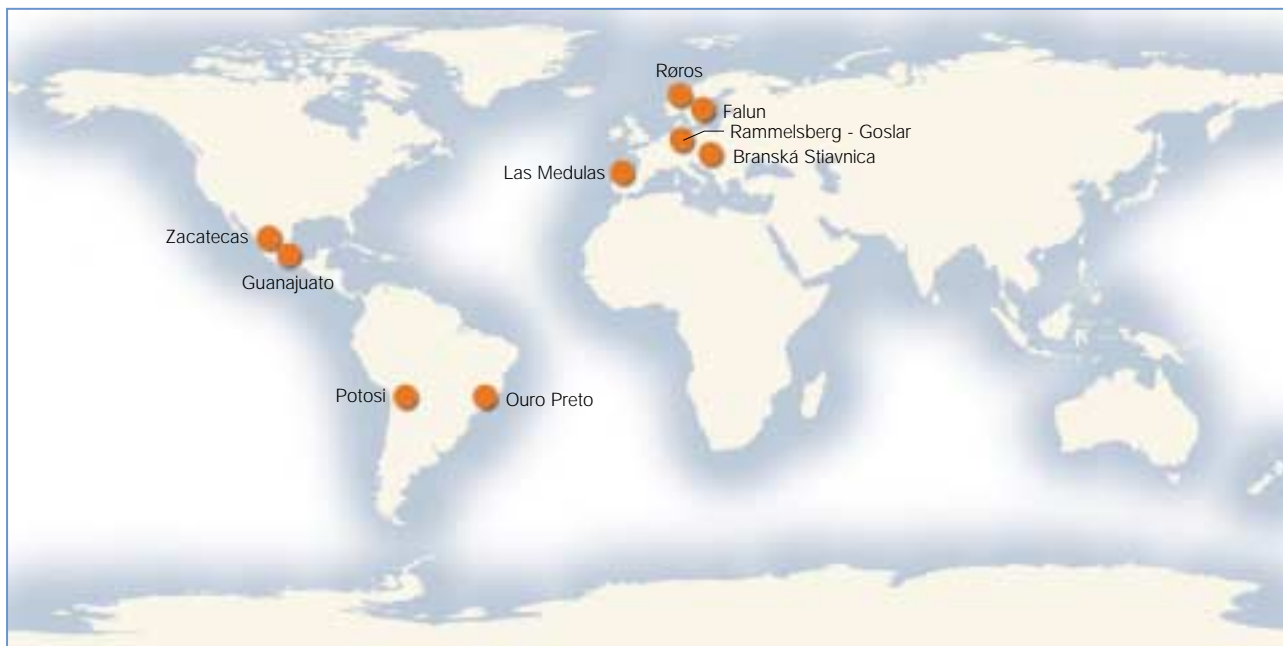 Røros
Falun
Rammelsberg - Goslar
Branská Stiavnica
Las Medulas
Zacatecas
Guanajuato
Potosi
Ouro Preto